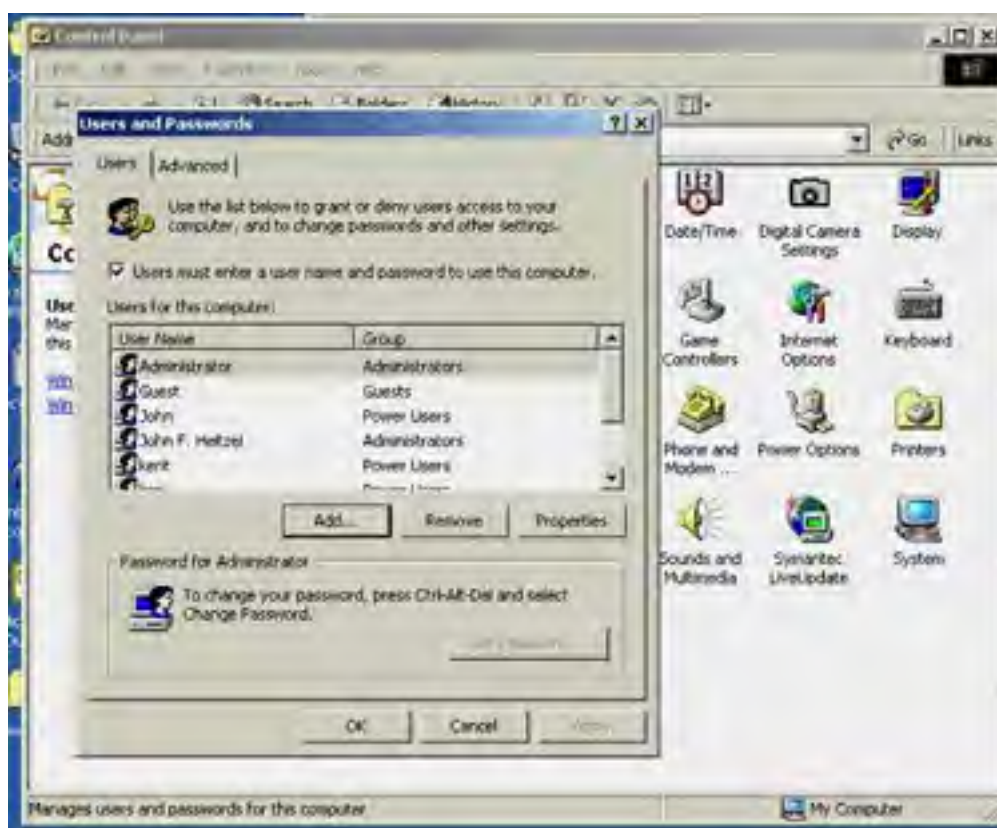 Control Panel
Search Folders History
Go Links
Users and Passwords
Users Advanced
Use the list below to grant or deny users access to your
computer, and to change passwords and other settings.
Users must enter a user name and password to use this computer.
Users for this computer:
User Name Group
Administrator Administrators
Guest Guests
John Power Users
John F. Administrators
kent Power Users
Add... Remove Properties
Password for Administrator
To change your password, press Ctrl-Alt-Del and select
Change Password.
OK Cancel
Date/Time Digital Camera Settings Display
Game Controllers Internet Options Keyboard
Phone and Modem ... Power Options Printers
Sounds and Multimedia Symantec LiveUpdate System
Manages users and passwords for this computer My Computer